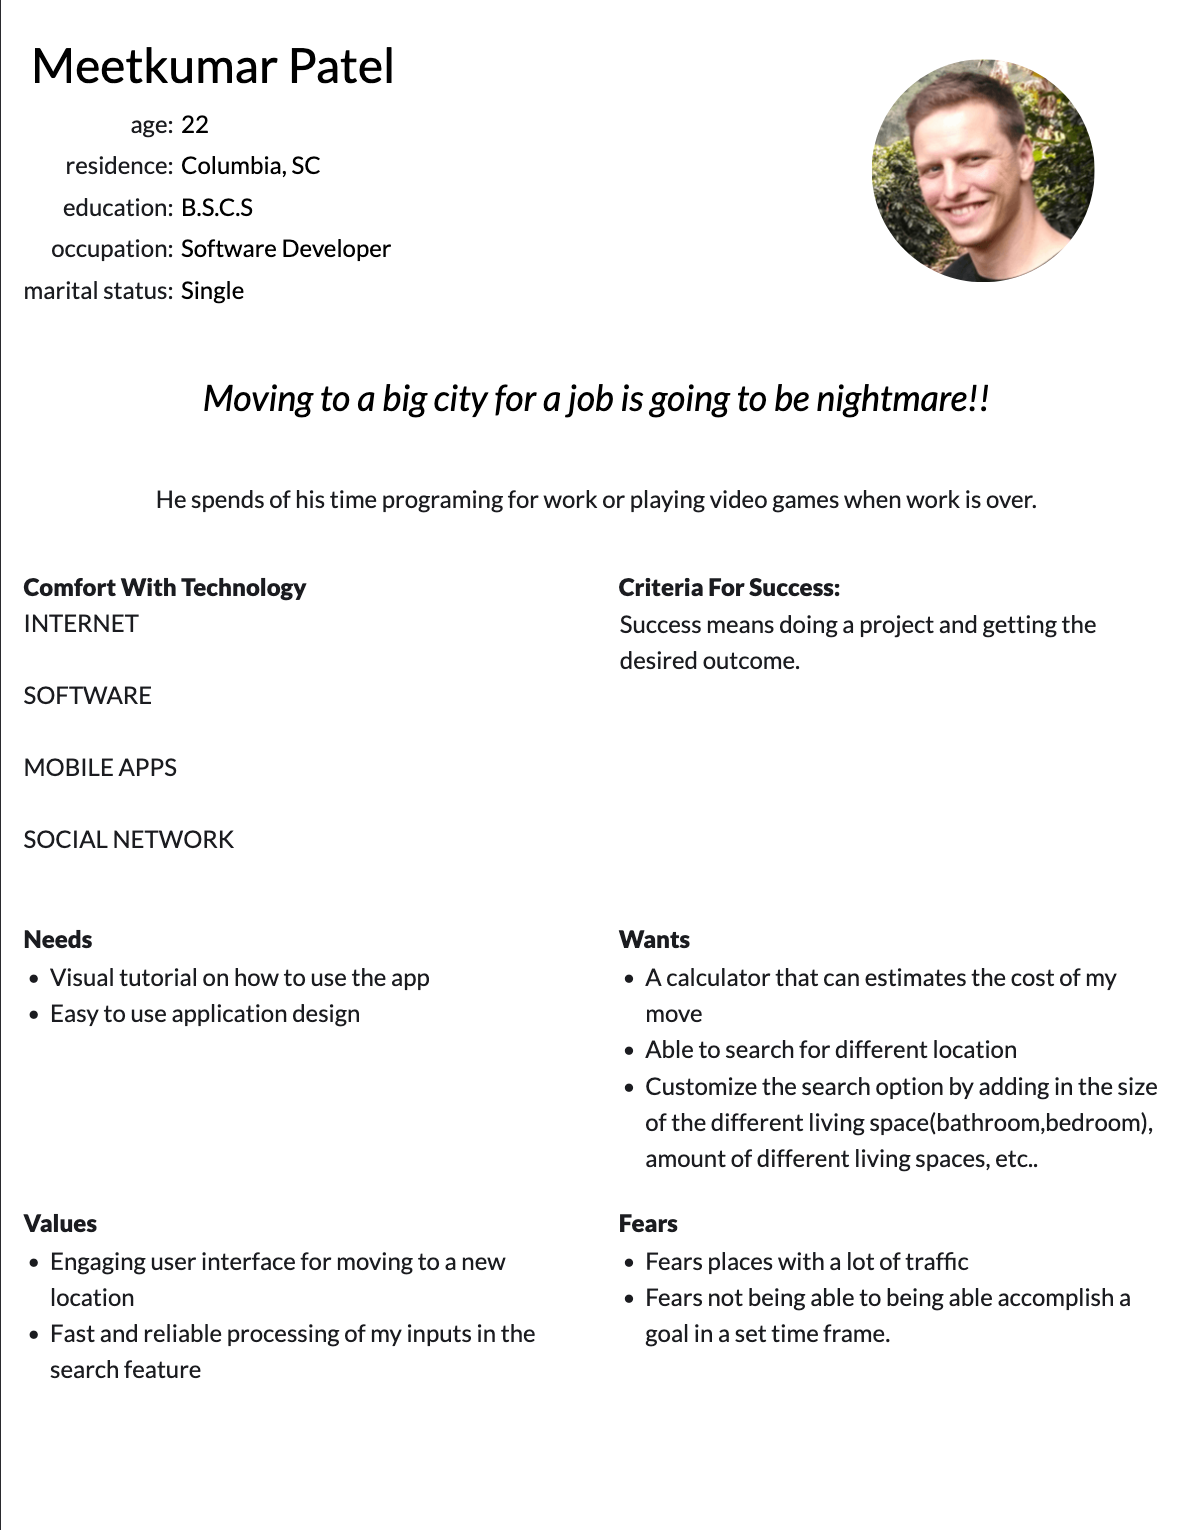 Meetkumar Patel
age: 22
residence: Columbia, SC
education: B.S.C.S
occupation: Software Developer
marital status: Single
Moving to a big city for a job is going to be nightmare!!
He spends of his time programing for work or playing video games when work is over.
Comfort With Technology
INTERNET
SOFTWARE
MOBILE APPS
SOCIAL NETWORK
Criteria For Success:
Success means doing a project and getting the
desired outcome.
Needs
• Visual tutorial on how to use the app
• Easy to use application design
Wants
• A calculator that can estimates the cost of my
move
• Able to search for different location
• Customize the search option by adding in the size
of the different living space(bathroom,bedroom),
amount of different living spaces, etc..
Values
• Engaging user interface for moving to a new
location
• Fast and reliable processing of my inputs in the
search feature
Fears
• Fears places with a lot of traffic
• Fears not being able to being able accomplish a
goal in a set time frame.